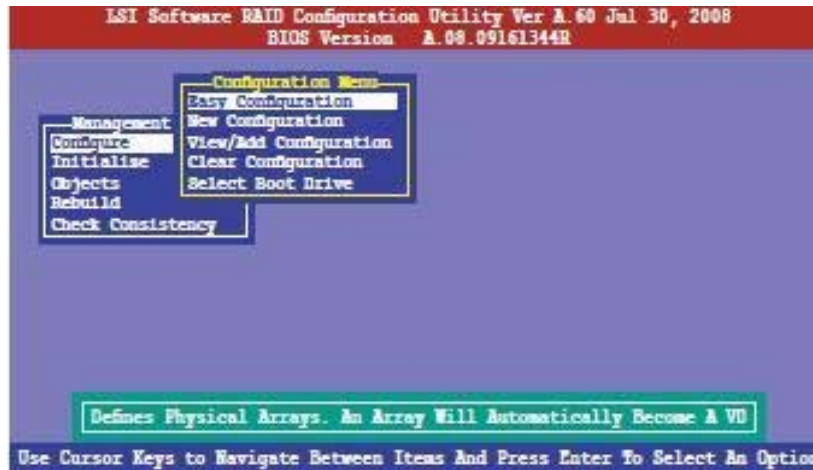 LSI Software RAID Configuration Utility Ver A.60 Jul 30, 2008
BIOS Version A.08.09161344R
Configuration Menu
Easy Configuration
New Configuration
View/Add Configuration
Clear Configuration
Select Boot Drive
Management
Configure
Initialise
Objects
Rebuild
Check Consistency
Defines Physical Arrays. An Array Will Automatically Become A VD
Use Cursor Keys to Navigate Between Items And Press Enter To Select An Option